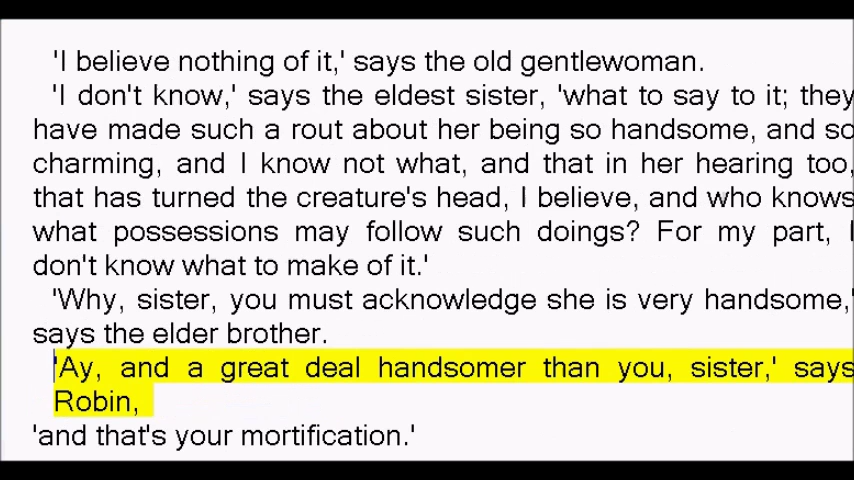 'I believe nothing of it,' says the old gentlewoman.
'I don't know,' says the eldest sister, 'what to say to it; they
have made such a rout about her being so handsome, and so
charming, and I know not what, and that in her hearing too,
that has turned the creature's head, I believe, and who knows
what possessions may follow such doings? For my part, I
don't know what to make of it.'
'Why, sister, you must acknowledge she is very handsome,'
says the elder brother.
'Ay, and a great deal handsomer than you, sister,' says
Robin,
'and that's your mortification.'